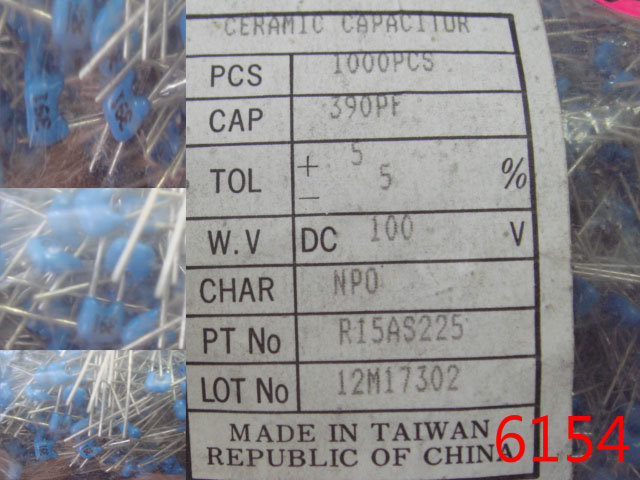 CERAMIC CAPACITOR
PCS 1000PCS
CAP 390PF
TOL + 5
− 5 %
W.V DC 100 V
CHAR NPO
PT No R15AS225
LOT No 12M17302
MADE IN TAIWAN
REPUBLIC OF CHINA
6154